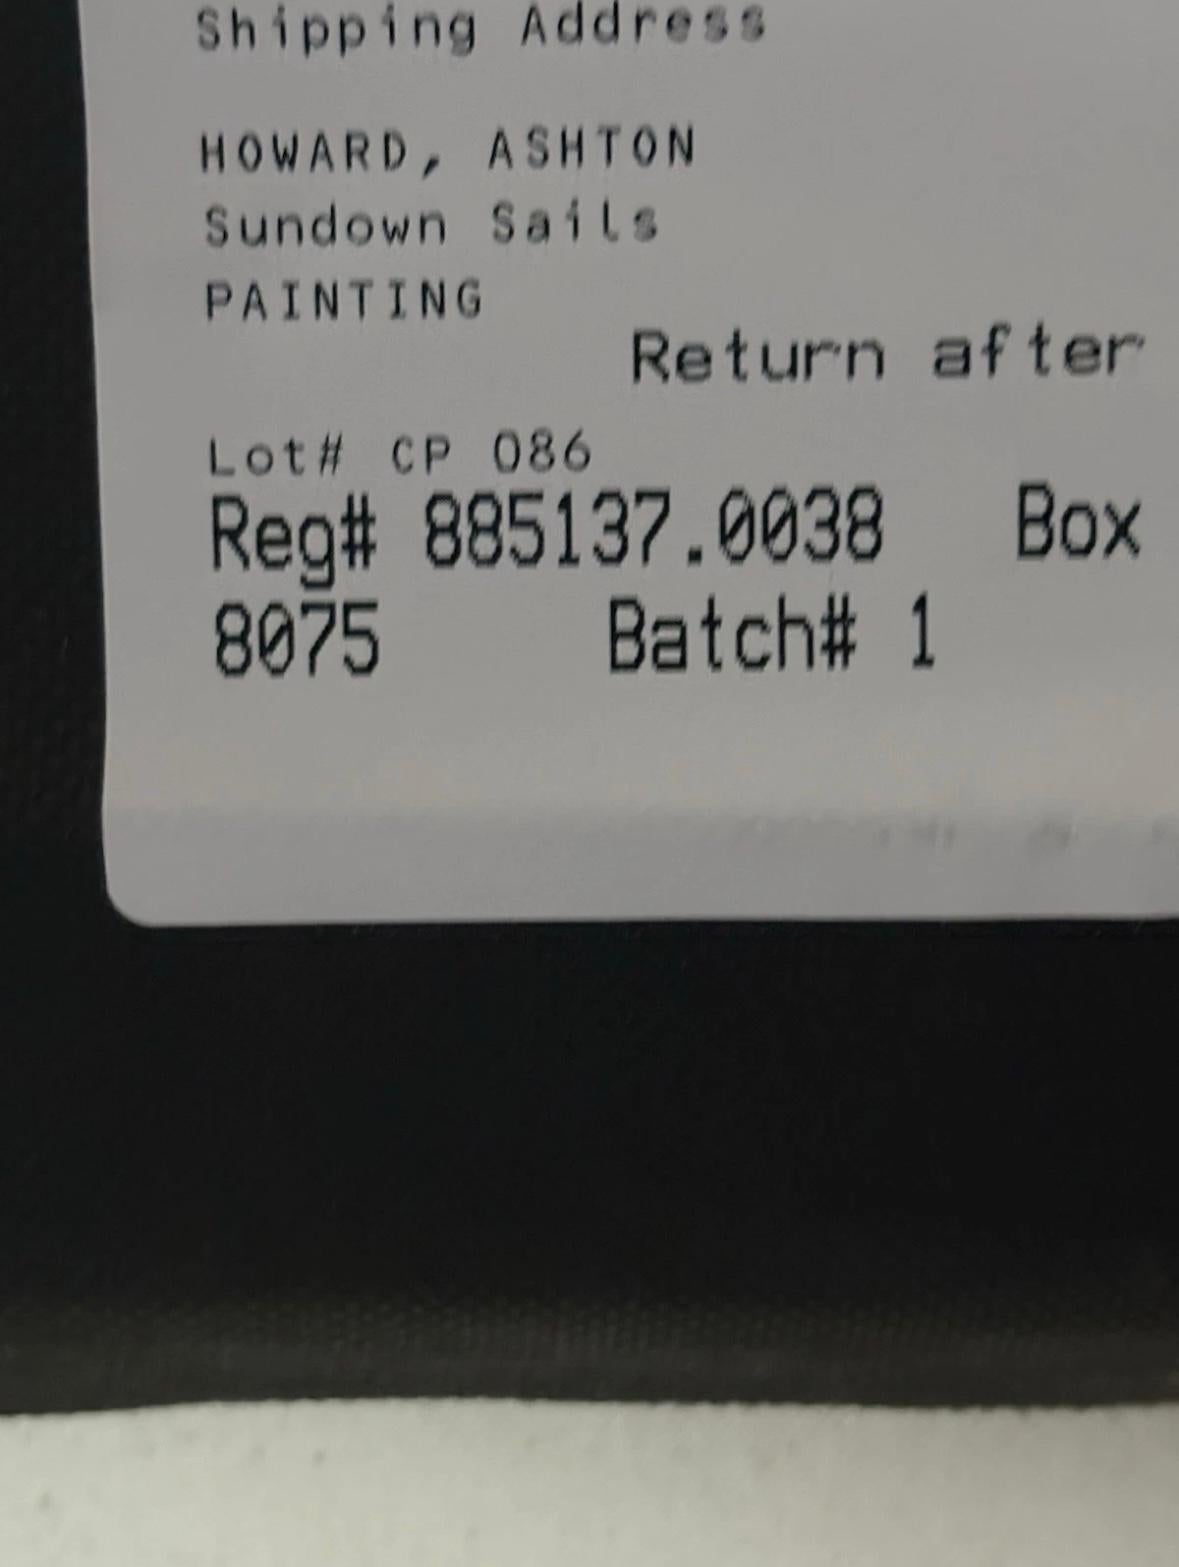 Shipping Address
HOWARD, ASHTON
Sundown Sails
PAINTING
Return after
Lot# CP 086
Reg# 885137.0038 Box
8075 Batch# 1